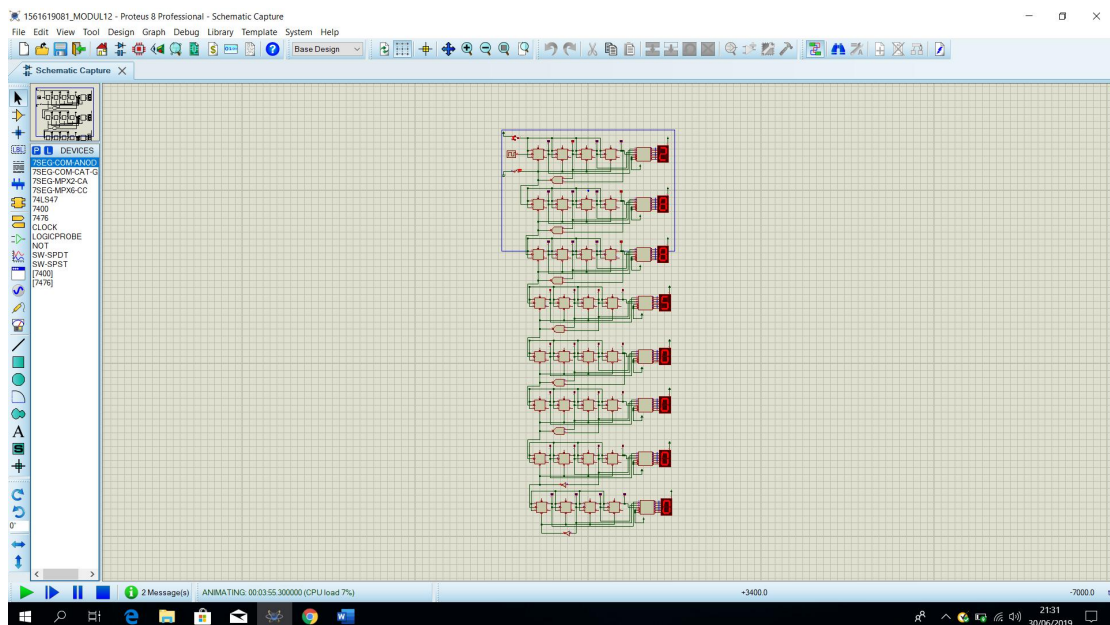 1561619081_MODUL12 - Proteus 8 Professional - Schematic Capture
File Edit View Tool Design Graph Debug Library Template System Help
Base Design
Schematic Capture
P L DEVICES
7SEG-COM-ANOD
7SEG-COM-CAT-G
7SEG-MPX2-CA
7SEG-MPX6-CC
74LS47
7400
7476
CLOCK
LOGICPROBE
NOT
SW-SPDT
SW-SPST
[7400]
[7476]
LBL
A
S
0°
2 Message(s) ANIMATING: 00:03:55.300000 (CPU load 7%) +3400.0 -7000.0
21:31
30/06/2019